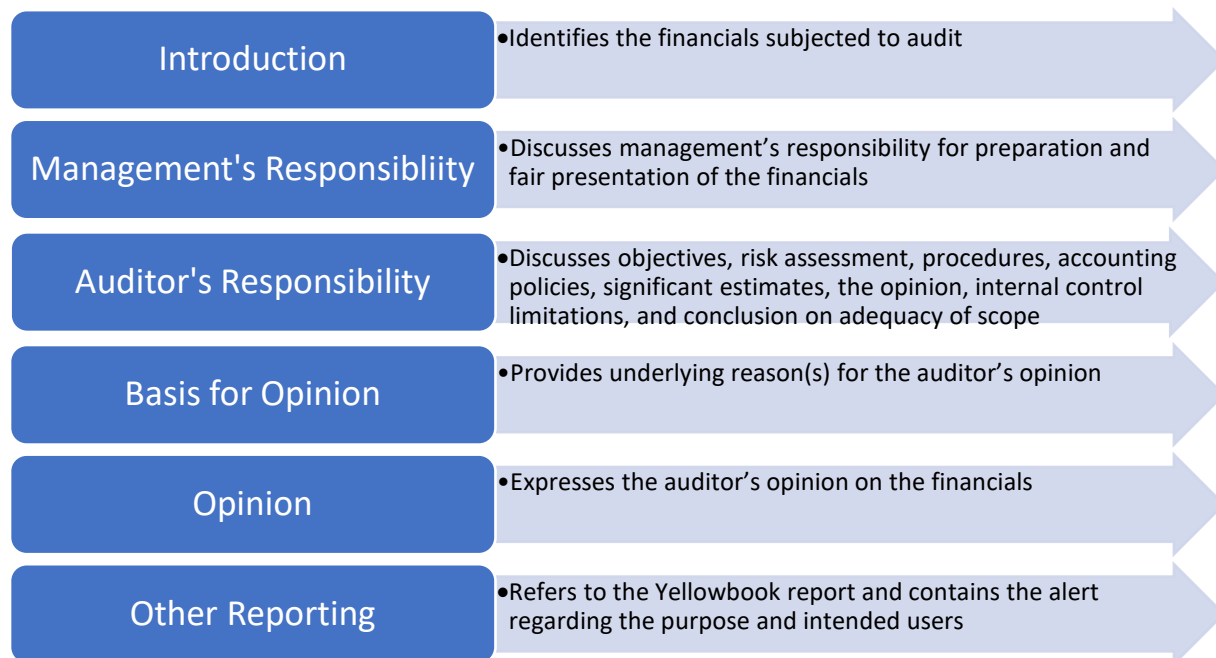 Introduction
•Identifies the financials subjected to audit
Management's Responsibliity
•Discusses management’s responsibility for preparation and
fair presentation of the financials
Auditor's Responsibility
•Discusses objectives, risk assessment, procedures, accounting
policies, significant estimates, the opinion, internal control
limitations, and conclusion on adequacy of scope
Basis for Opinion
•Provides underlying reason(s) for the auditor’s opinion
Opinion
•Expresses the auditor’s opinion on the financials
Other Reporting
•Refers to the Yellowbook report and contains the alert
regarding the purpose and intended users